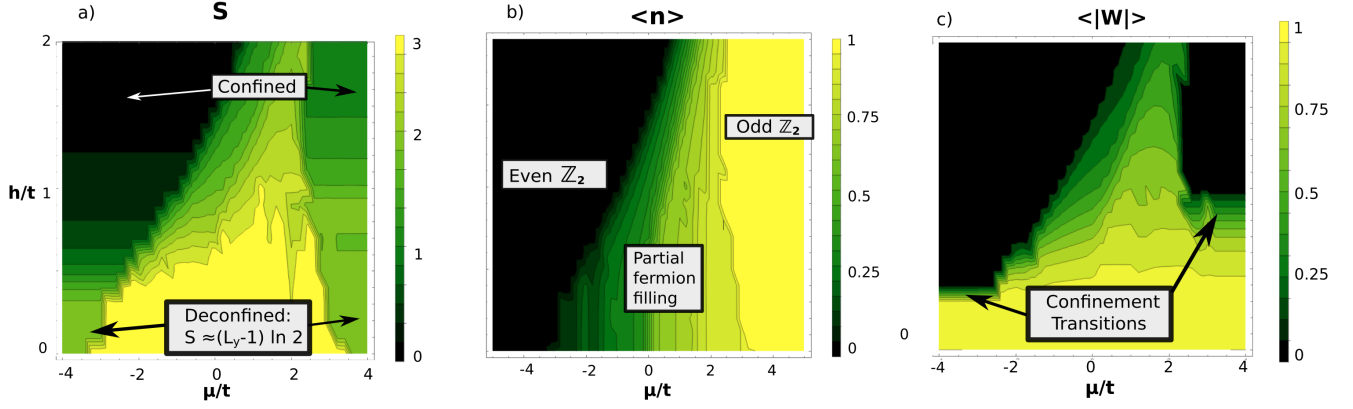 a)
S
2
h/t 1
0
-4 -2 0 2 4
μ/t
3
2
1
0
Confined
Deconfined:
S ≈(Ly-1) ln 2
b)
<n>
-4 -2 0 2 4
μ/t
1
0.75
0.5
0.25
0
Even ℤ₂
Odd ℤ₂
Partial
fermion
filling
c)
<|W|>
0
-4 -2 0 2 4
μ/t
1
0.75
0.5
0.25
0
Confinement
Transitions